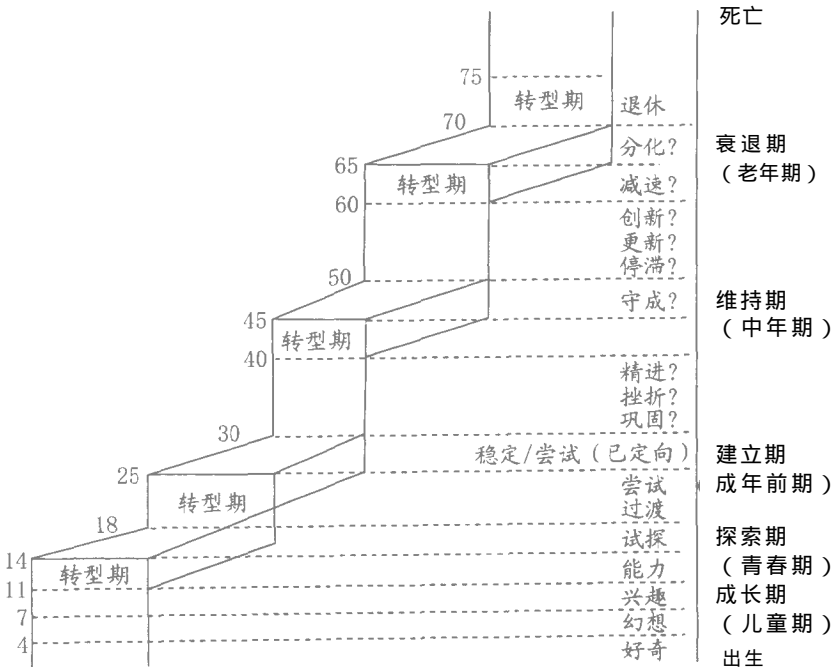 死亡
75
转型期
退休
70
分化?
衰退期
65
(老年期)
转型期
减速?
60
创新?
更新?
停滞?
50
守成?
维持期
45
(中年期)
转型期
40
精进?
挫折?
巩固?
30
稳定/尝试(已定向)
建立期
25
尝试
成年前期)
转型期
过渡
18
试探
探索期
14
(青春期)
转型期
能力
11
兴趣
成长期
7
幻想
(儿童期)
4
好奇
出生